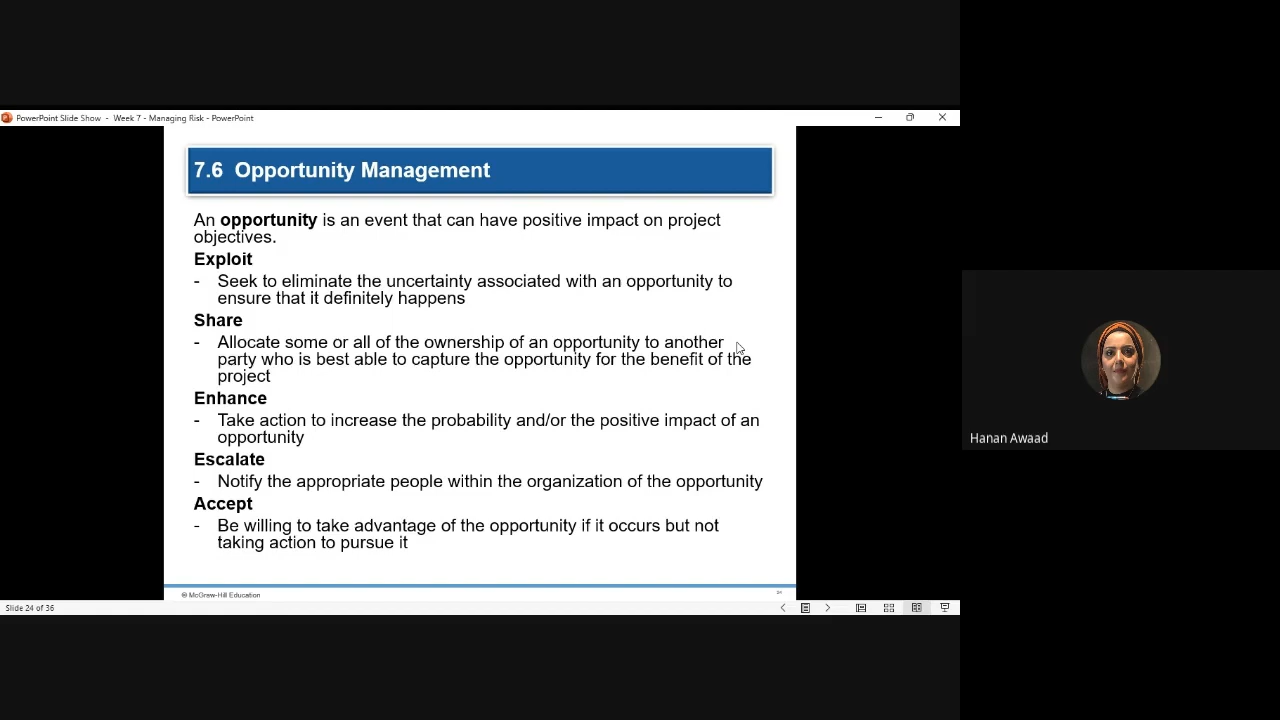 PowerPoint Slide Show - Week 7 - Managing Risk - PowerPoint
7.6 Opportunity Management
An opportunity is an event that can have positive impact on project
objectives.
Exploit
- Seek to eliminate the uncertainty associated with an opportunity to
ensure that it definitely happens
Share
- Allocate some or all of the ownership of an opportunity to another
party who is best able to capture the opportunity for the benefit of the
project
Enhance
- Take action to increase the probability and/or the positive impact of an
opportunity
Escalate
- Notify the appropriate people within the organization of the opportunity
Accept
- Be willing to take advantage of the opportunity if it occurs but not
taking action to pursue it
© McGraw-Hill Education
24
Slide 24 of 36
Hanan Awaad